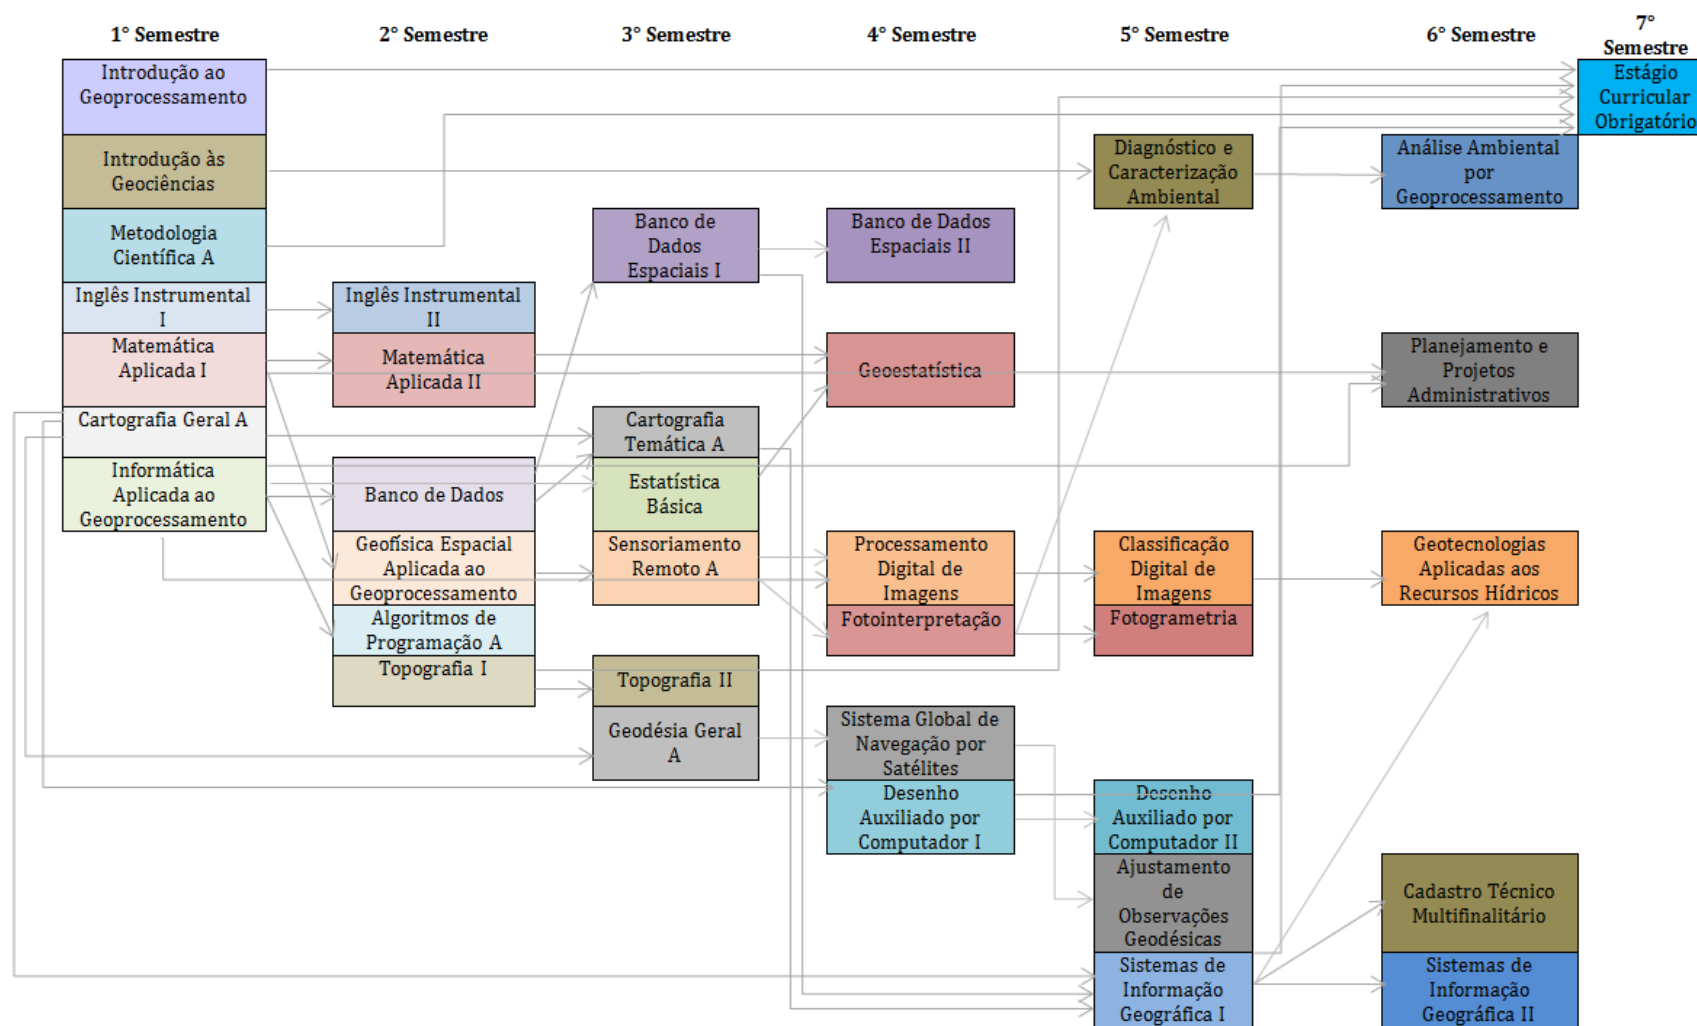 1° Semestre
2° Semestre
3° Semestre
4° Semestre
5° Semestre
6° Semestre
7°
Semestre
Introdução ao
Geoprocessamento
Introdução às
Geociências
Metodologia
Científica A
Inglês Instrumental
I
Matemática
Aplicada I
Cartografia Geral A
Informática
Aplicada ao
Geoprocessamento
Inglês Instrumental
II
Matemática
Aplicada II
Banco de Dados
Geofísica Espacial
Aplicada ao
Geoprocessamento
Algoritmos de
Programação A
Topografia I
Banco de
Dados
Espaciais I
Cartografia
Temática A
Estatística
Básica
Sensoriamento
Remoto A
Topografia II
Geodésia Geral
A
Banco de Dados
Espaciais II
Geoestatística
Processamento
Digital de
Imagens
Fotointerpretação
Sistema Global de
Navegação por
Satélites
Desenho
Auxiliado por
Computador I
Diagnóstico e
Caracterização
Ambiental
Classificação
Digital de
Imagens
Fotogrametria
Desenho
Auxiliado por
Computador II
Ajustamento
de
Observações
Geodésicas
Sistemas de
Informação
Geográfica I
Análise Ambiental
por
Geoprocessamento
Planejamento e
Projetos
Administrativos
Geotecnologias
Aplicadas aos
Recursos Hídricos
Cadastro Técnico
Multifinalitário
Sistemas de
Informação
Geográfica II
Estágio
Curricular
Obrigatório